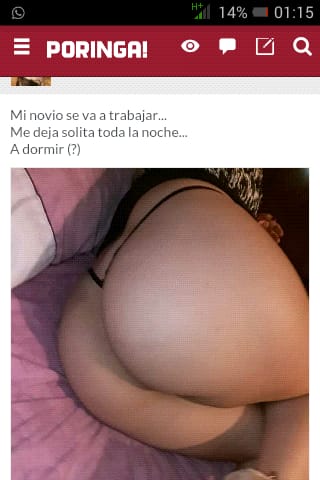 H+ 14% 01:15
PORINGA!
Mi novio se va a trabajar...
Me deja solita toda la noche...
A dormir (?)